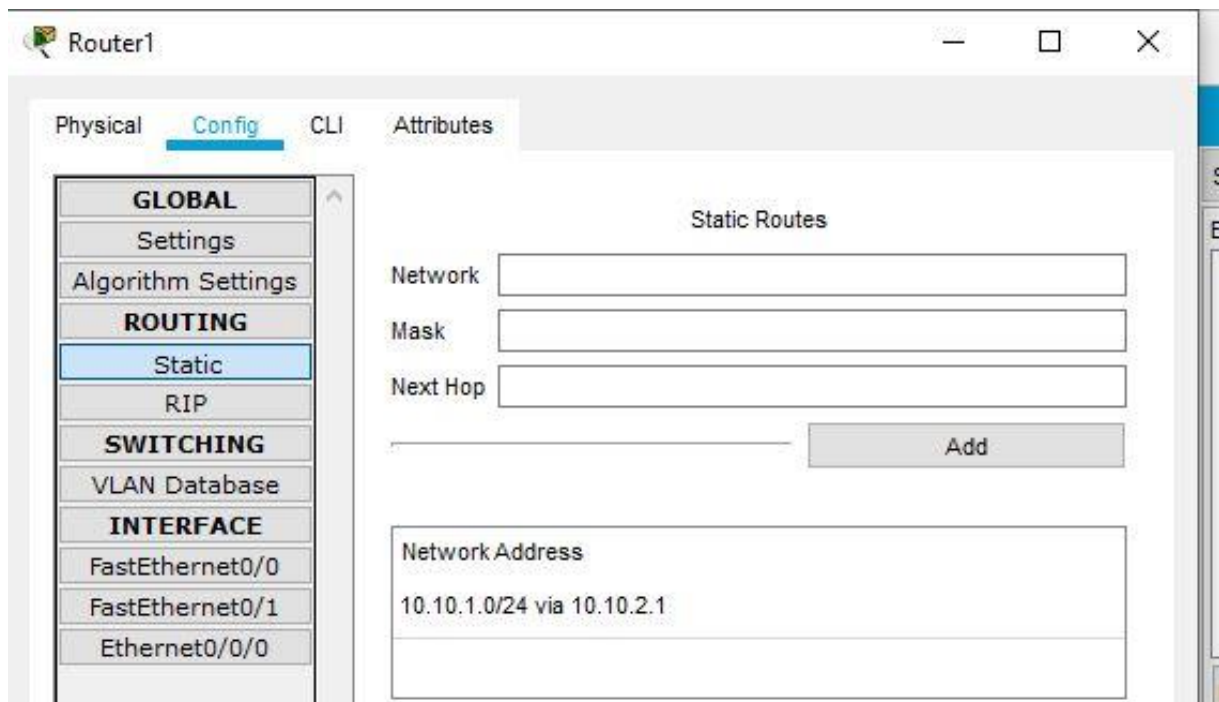 Router1
Physical Config CLI Attributes
GLOBAL
Settings
Algorithm Settings
ROUTING
Static
RIP
SWITCHING
VLAN Database
INTERFACE
FastEthernet0/0
FastEthernet0/1
Ethernet0/0/0
Static Routes
Network
Mask
Next Hop
Add
Network Address
10.10.1.0/24 via 10.10.2.1